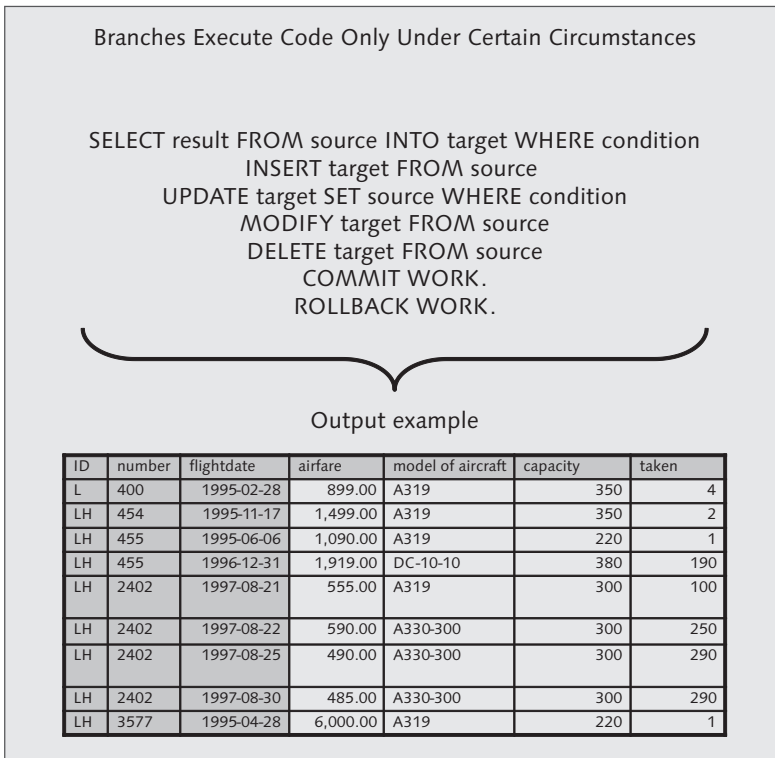 Branches Execute Code Only Under Certain Circumstances
SELECT result FROM source INTO target WHERE condition
INSERT target FROM source
UPDATE target SET source WHERE condition
MODIFY target FROM source
DELETE target FROM source
COMMIT WORK.
ROLLBACK WORK.
Output example
ID number flightdate airfare model of aircraft capacity taken
L 400 1995-02-28 899.00 A319 350 4
LH 454 1995-11-17 1,499.00 A319 350 2
LH 455 1995-06-06 1,090.00 A319 220 1
LH 455 1996-12-31 1,919.00 DC-10-10 380 190
LH 2402 1997-08-21 555.00 A319 300 100
LH 2402 1997-08-22 590.00 A330-300 300 250
LH 2402 1997-08-25 490.00 A330-300 300 290
LH 2402 1997-08-30 485.00 A330-300 300 290
LH 3577 1995-04-28 6,000.00 A319 220 1